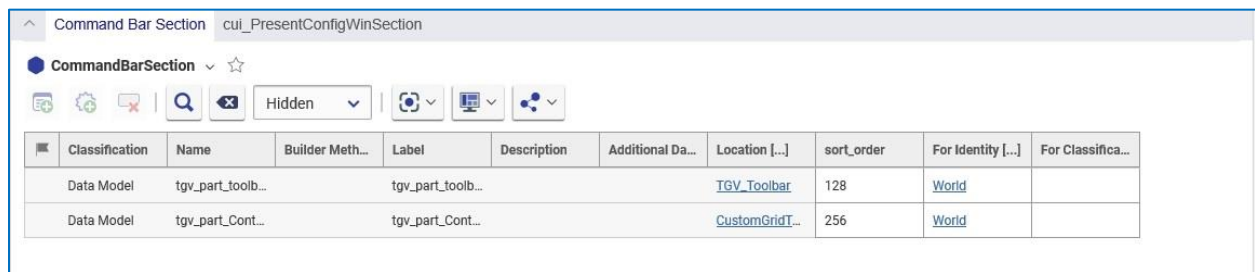 Command Bar Section cui_PresentConfigWinSection
CommandBarSection
Hidden
Classification Name Builder Meth... Label Description Additional Da... Location [...] sort_order For Identity [...] For Classifica...
Data Model tgv_part_toolb... tgv_part_toolb... TGV_Toolbar 128 World
Data Model tgv_part_Cont... tgv_part_Cont... CustomGridT... 256 World